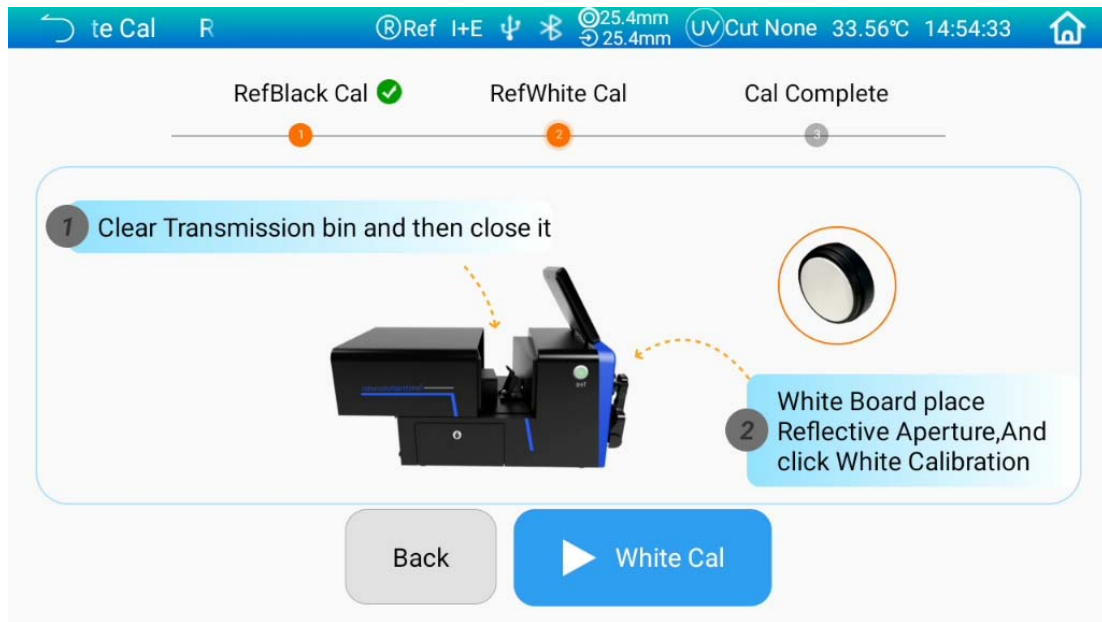 te Cal R ®Ref I+E 25.4mm UV Cut None 33.56℃ 14:54:33
25.4mm
RefBlack Cal RefWhite Cal Cal Complete
1 2 3
1 Clear Transmission bin and then close it
Ref
2 White Board place
Reflective Aperture,And
click White Calibration
Back White Cal